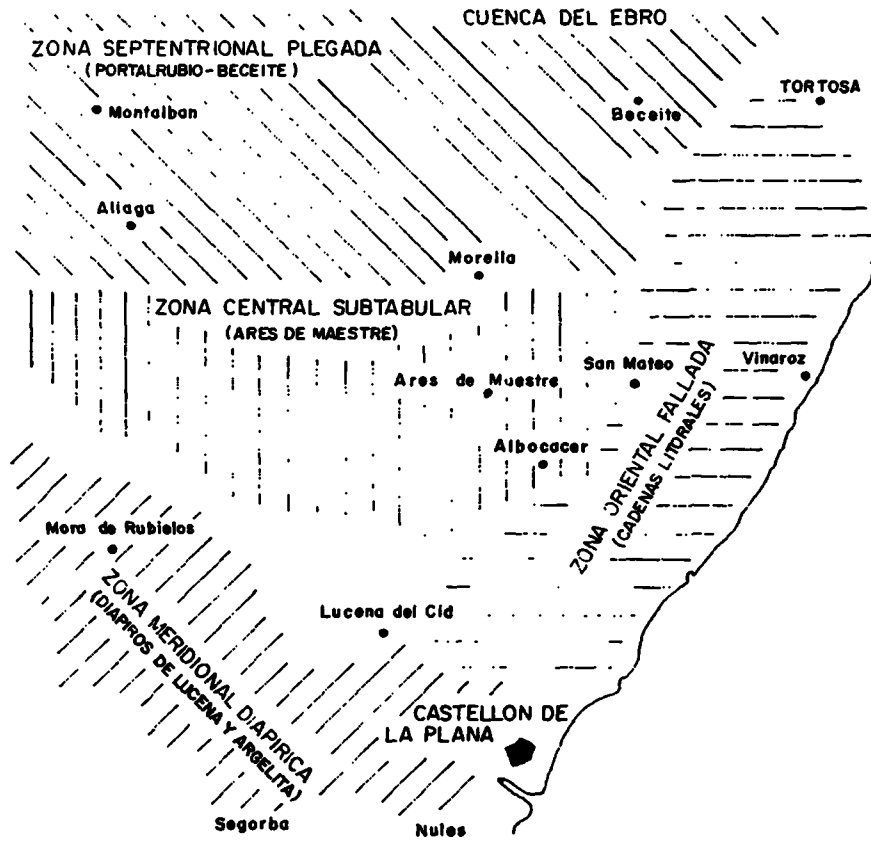 CUENCA DEL EBRO
ZONA SEPTENTRIONAL PLEGADA
(PORTALRUBIO-BECEITE)
TORTOSA
Montalban
Beceite
Aliaga
Morella
ZONA CENTRAL SUBTABULAR
(ARES DE MAESTRE)
San Mateo
Vinaroz
Ares de Maestre
Albocacer
ZONA ORIENTAL FALLADA
(CADENAS LITORALES)
Mora de Rubielos
ZONA MERIDIONAL DIAPIRICA
(DIAPIROS DE LUCENA Y ARGELITA)
Lucena del Cid
CASTELLON DE
LA PLANA
Segorba
Nules